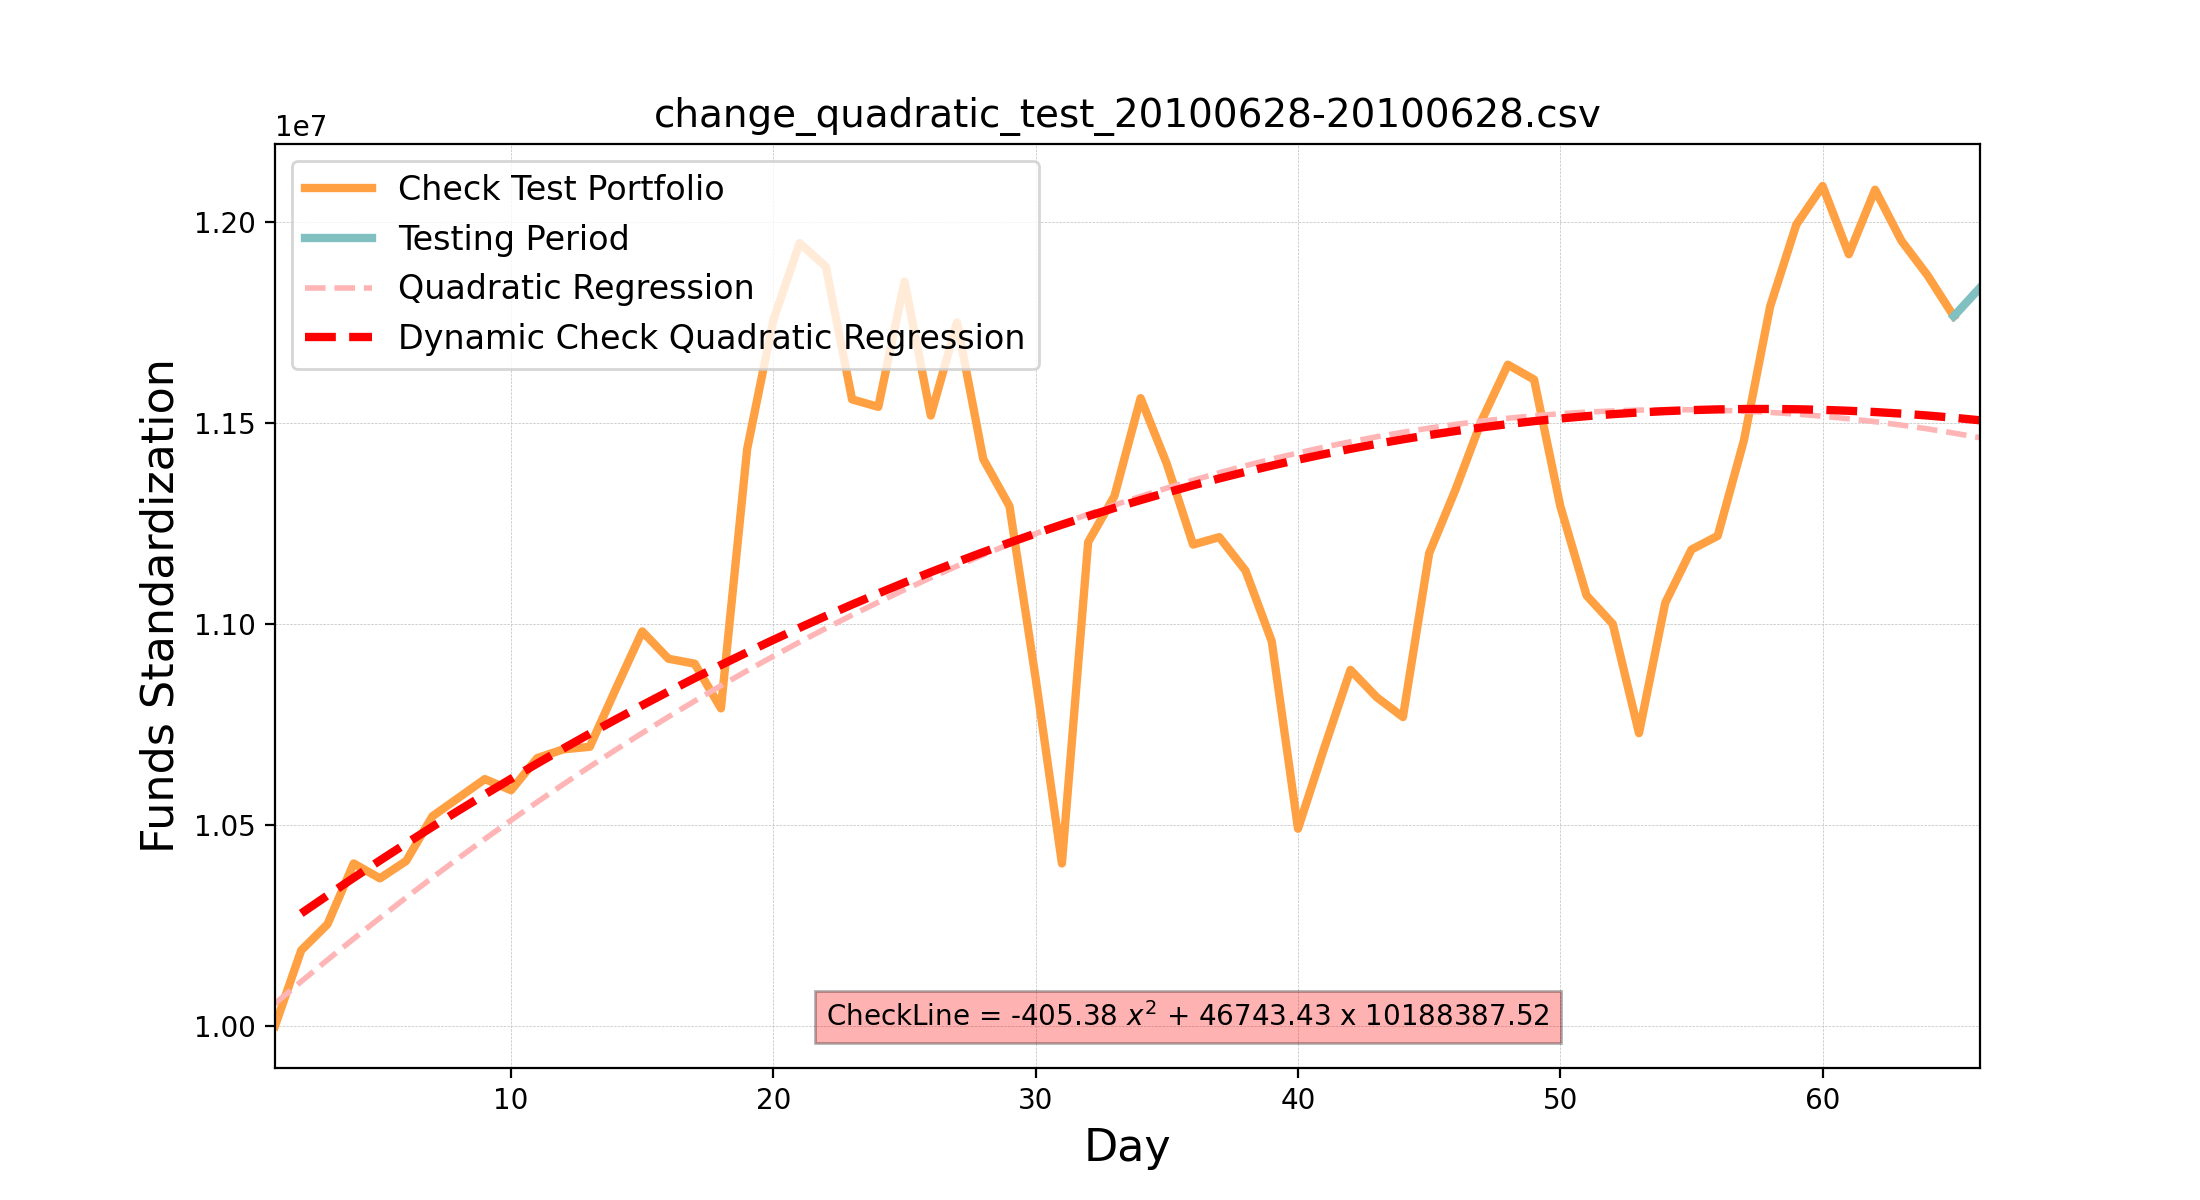 change_quadratic_test_20100628-20100628.csv
1e7
Check Test Portfolio
Testing Period
Quadratic Regression
Dynamic Check Quadratic Regression
1.20
1.15
1.10
1.05
1.00
Funds Standardization
CheckLine = -405.38 x² + 46743.43 x 10188387.52
10 20 30 40 50 60
Day